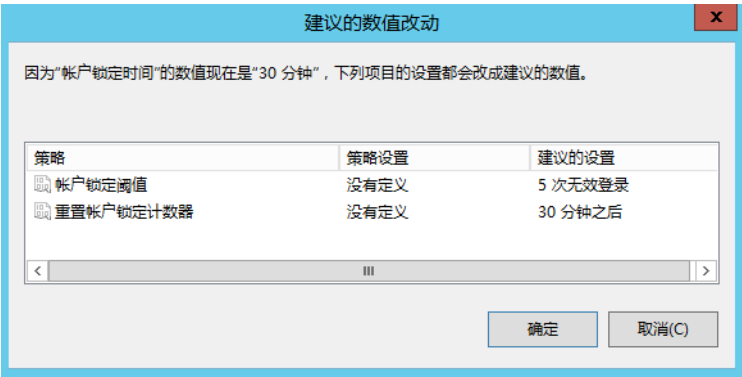 建议的数值改动
x
因为“帐户锁定时间”的数值现在是“30 分钟”，下列项目的设置都会改成建议的数值。
策略 策略设置 建议的设置
帐户锁定阈值 没有定义 5 次无效登录
重置帐户锁定计数器 没有定义 30 分钟之后
确定 取消(C)